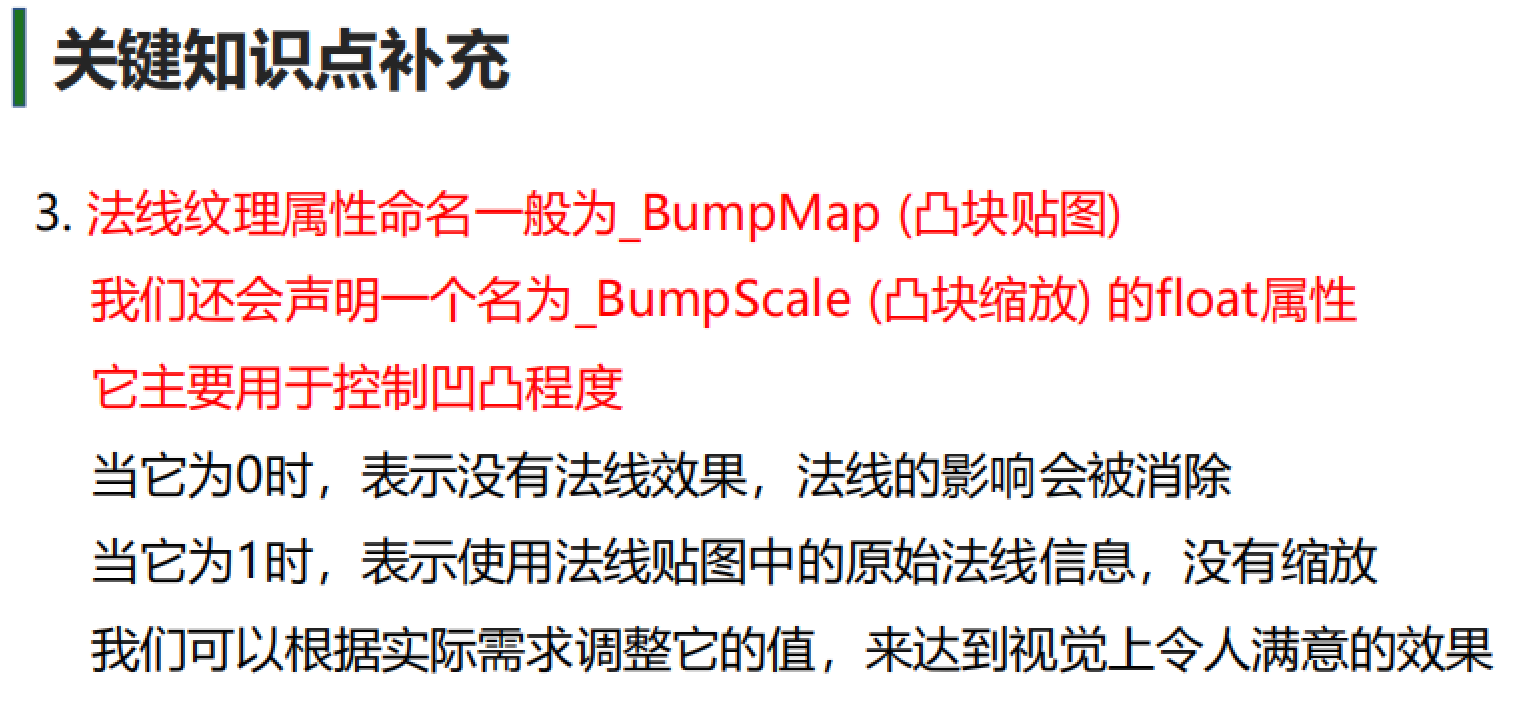 关键知识点补充
3. 法线纹理属性命名一般为_BumpMap (凸块贴图)
我们还会声明一个名为_BumpScale (凸块缩放) 的float属性
它主要用于控制凹凸程度
当它为0时，表示没有法线效果，法线的影响会被消除
当它为1时，表示使用法线贴图中的原始法线信息，没有缩放
我们可以根据实际需求调整它的值，来达到视觉上令人满意的效果